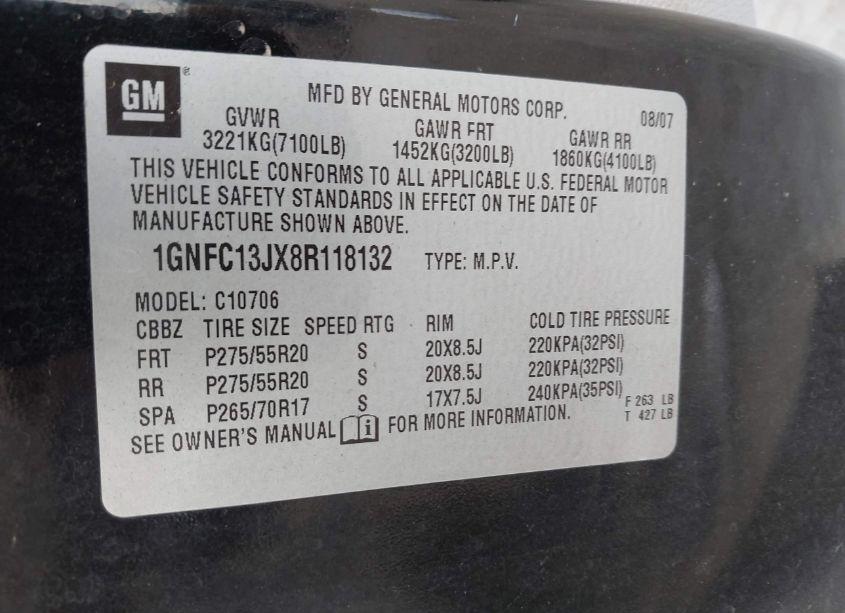 GM ®
MFD BY GENERAL MOTORS CORP. 08/07
GVWR GAWR FRT GAWR RR
3221KG(7100LB) 1452KG(3200LB) 1860KG(4100LB)
THIS VEHICLE CONFORMS TO ALL APPLICABLE U.S. FEDERAL MOTOR
VEHICLE SAFETY STANDARDS IN EFFECT ON THE DATE OF
MANUFACTURE SHOWN ABOVE.
1GNFC13JX8R118132 TYPE: M.P.V.
MODEL: C10706
CBBZ TIRE SIZE SPEED RTG RIM COLD TIRE PRESSURE
FRT P275/55R20 S 20X8.5J 220KPA(32PSI)
RR P275/55R20 S 20X8.5J 220KPA(32PSI)
SPA P265/70R17 S 17X7.5J 240KPA(35PSI) F 263 LB
T 427 LB
SEE OWNER'S MANUAL i FOR MORE INFORMATION.